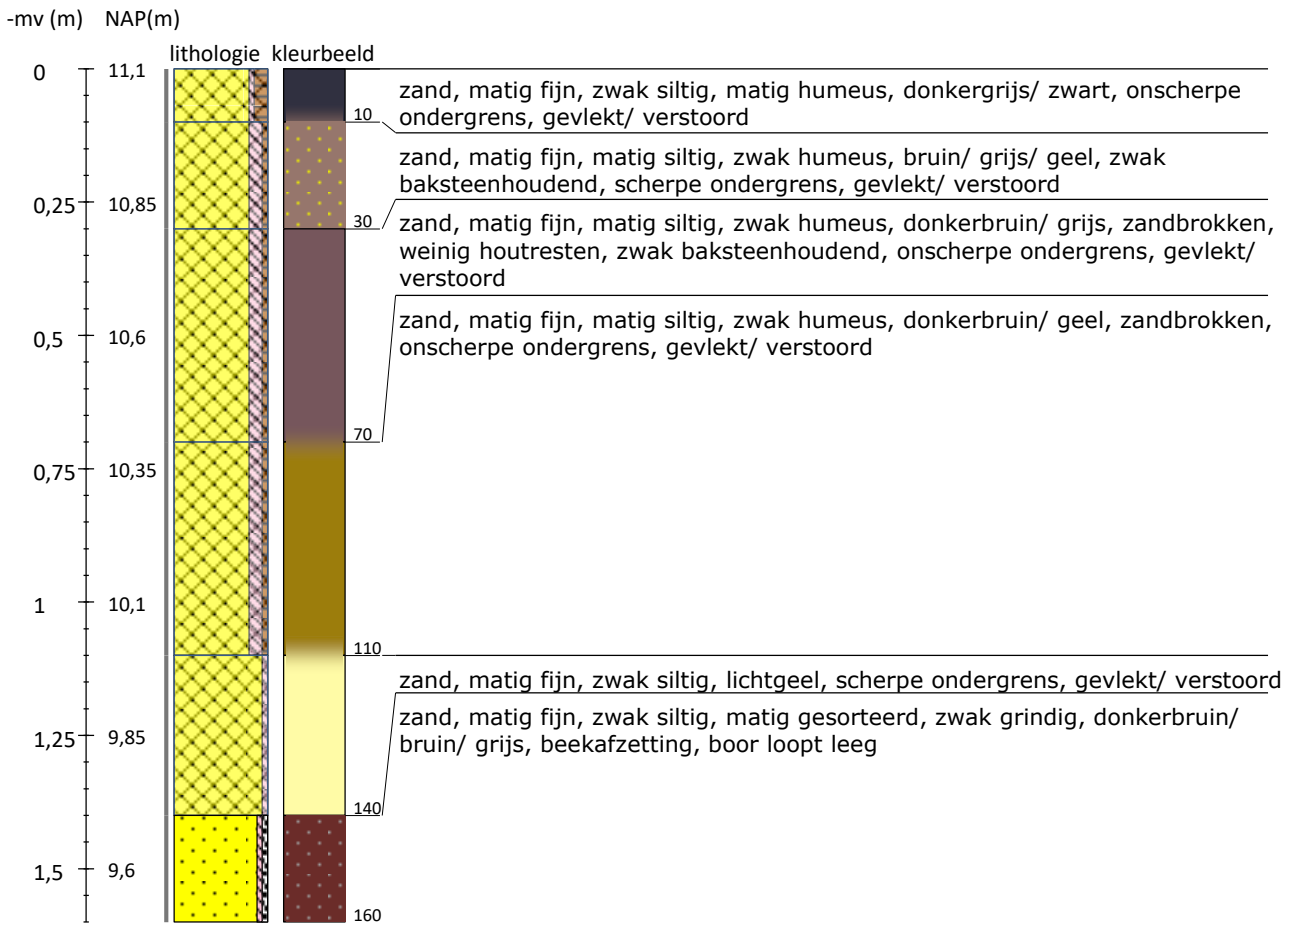 -mv (m) NAP(m)
lithologie kleurbeeld
0 11,1
zand, matig fijn, zwak siltig, matig humeus, donkergrijs/ zwart, onscherpe
ondergrens, gevlekt/ verstoord
10
zand, matig fijn, matig siltig, zwak humeus, bruin/ grijs/ geel, zwak
baksteenhoudend, scherpe ondergrens, gevlekt/ verstoord
0,25 10,85
30
zand, matig fijn, matig siltig, zwak humeus, donkerbruin/ grijs, zandbrokken,
weinig houtresten, zwak baksteenhoudend, onscherpe ondergrens, gevlekt/
verstoord
zand, matig fijn, matig siltig, zwak humeus, donkerbruin/ geel, zandbrokken,
onscherpe ondergrens, gevlekt/ verstoord
0,5 10,6
70
0,75 10,35
1 10,1
110
zand, matig fijn, zwak siltig, lichtgeel, scherpe ondergrens, gevlekt/ verstoord
zand, matig fijn, zwak siltig, matig gesorteerd, zwak grindig, donkerbruin/
bruin/ grijs, beekafzetting, boor loopt leeg
1,25 9,85
140
1,5 9,6
160